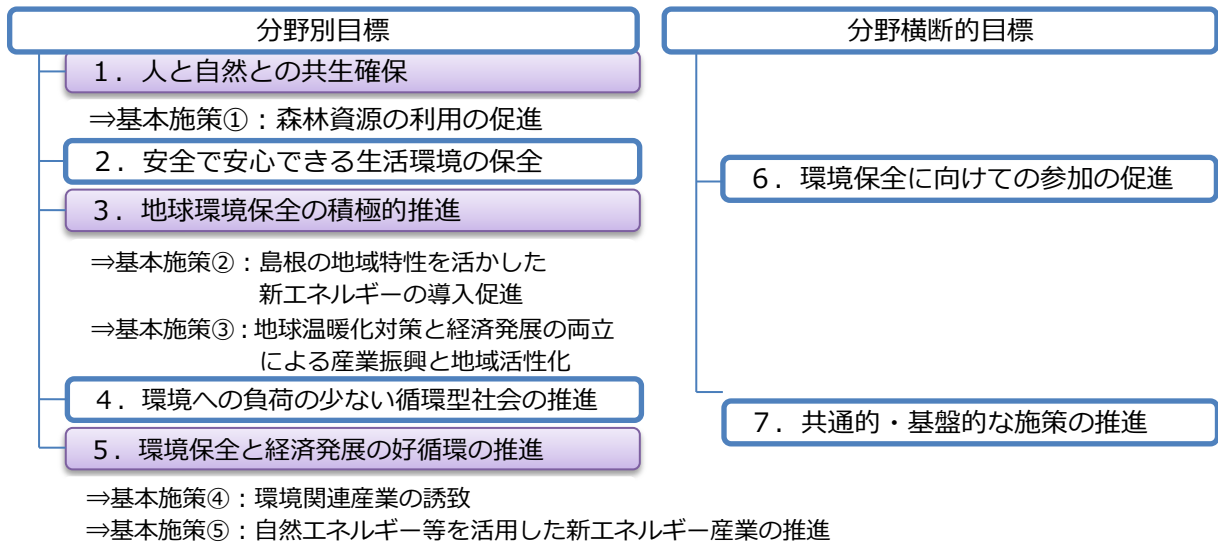 分野別目標
1．人と自然との共生確保
⇒基本施策①：森林資源の利用の促進
2．安全で安心できる生活環境の保全
3．地球環境保全の積極的推進
⇒基本施策②：島根の地域特性を活かした
新エネルギーの導入促進
⇒基本施策③：地球温暖化対策と経済発展の両立
による産業振興と地域活性化
4．環境への負荷の少ない循環型社会の推進
5．環境保全と経済発展の好循環の推進
⇒基本施策④：環境関連産業の誘致
⇒基本施策⑤：自然エネルギー等を活用した新エネルギー産業の推進
分野横断的目標
6．環境保全に向けての参加の促進
7．共通的・基盤的な施策の推進